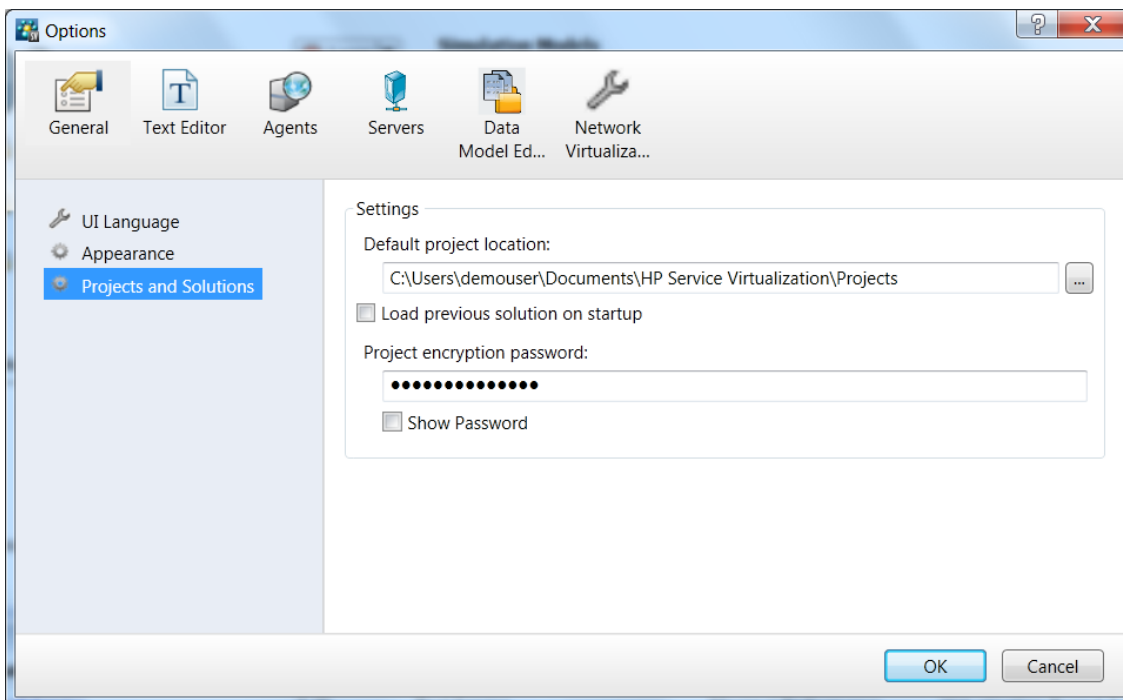 Options
General
Text Editor
Agents
Servers
Data
Model Ed...
Network
Virtualiza...
UI Language
Appearance
Projects and Solutions
Settings
Default project location:
C:\Users\demouser\Documents\HP Service Virtualization\Projects
...
Load previous solution on startup
Project encryption password:
●●●●●●●●●●●●●●
Show Password
OK
Cancel